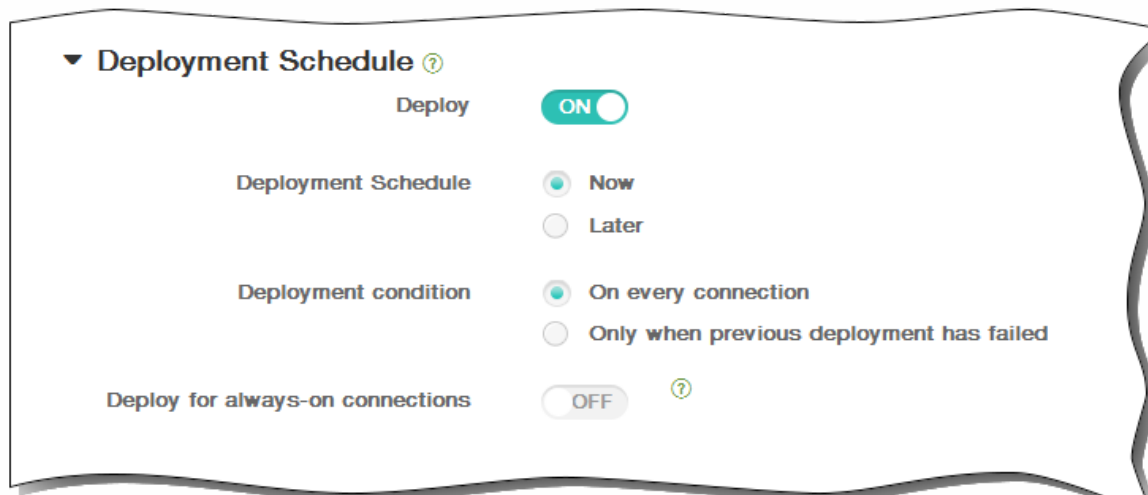 Deployment Schedule ?
Deploy ON
Deployment Schedule Now
Later
Deployment condition On every connection
Only when previous deployment has failed
Deploy for always-on connections OFF ?